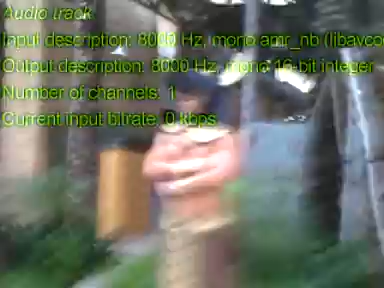 Audio track:
Input description: 8000 Hz, mono amr_nb (libavco
Output description: 8000 Hz, mono 16-bit integer
Number of channels: 1
Current input bitrate: 0 kbps